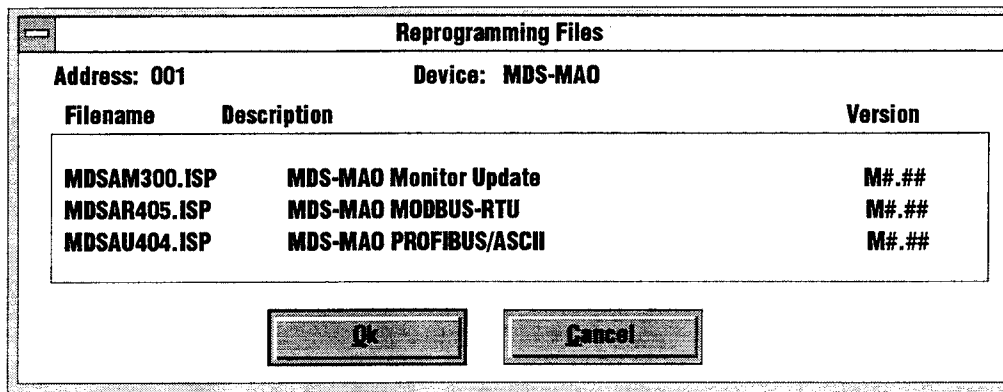 Reprogramming Files
Address: 001 Device: MDS-MAO
Filename Description Version
MDSAM300.ISP MDS-MAO Monitor Update M#.##
MDSAR405.ISP MDS-MAO MODBUS-RTU M#.##
MDSAU404.ISP MDS-MAO PROFIBUS/ASCII M#.##
Ok Cancel